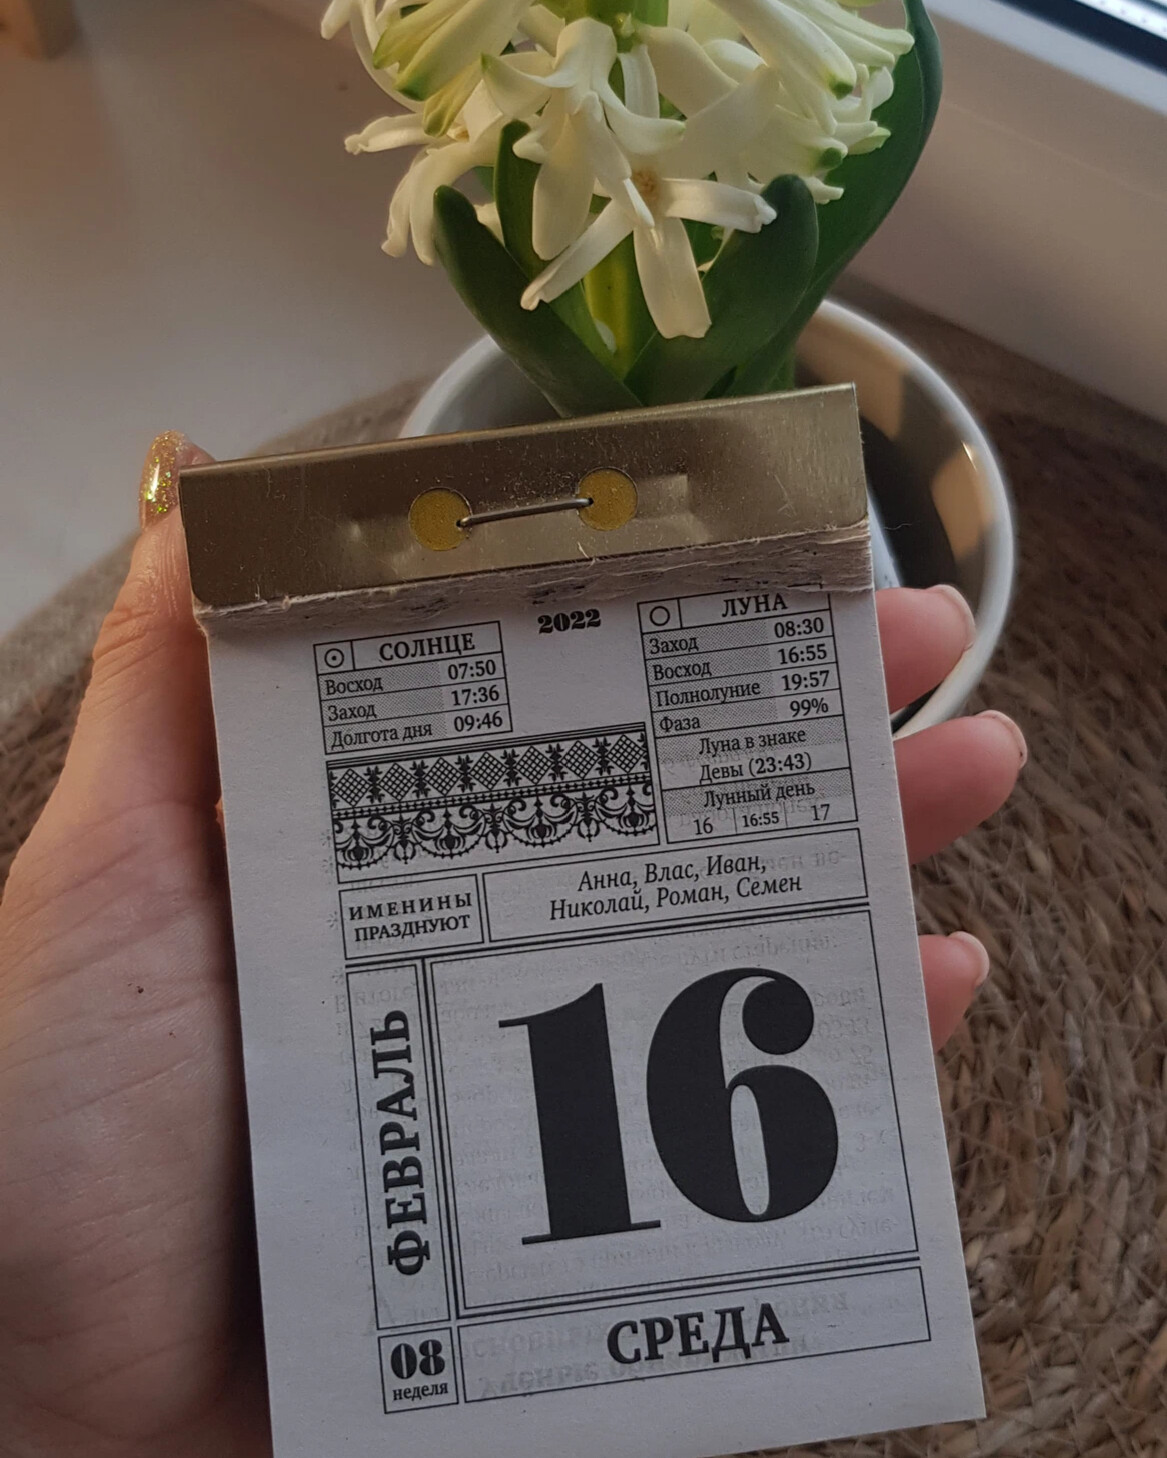 2022
СОЛНЦЕ
Восход 07:50
Заход 17:36
Долгота дня 09:46
ЛУНА
Заход 08:30
Восход 16:55
Полнолуние 19:57
Фаза 99%
Луна в знаке
Девы (23:43)
Лунный день
16 16:55 17
ИМЕНИНЫ
ПРАЗДНУЮТ
Анна, Влас, Иван,
Николай, Роман, Семен
ФЕВРАЛЬ
16
08
неделя
СРЕДА